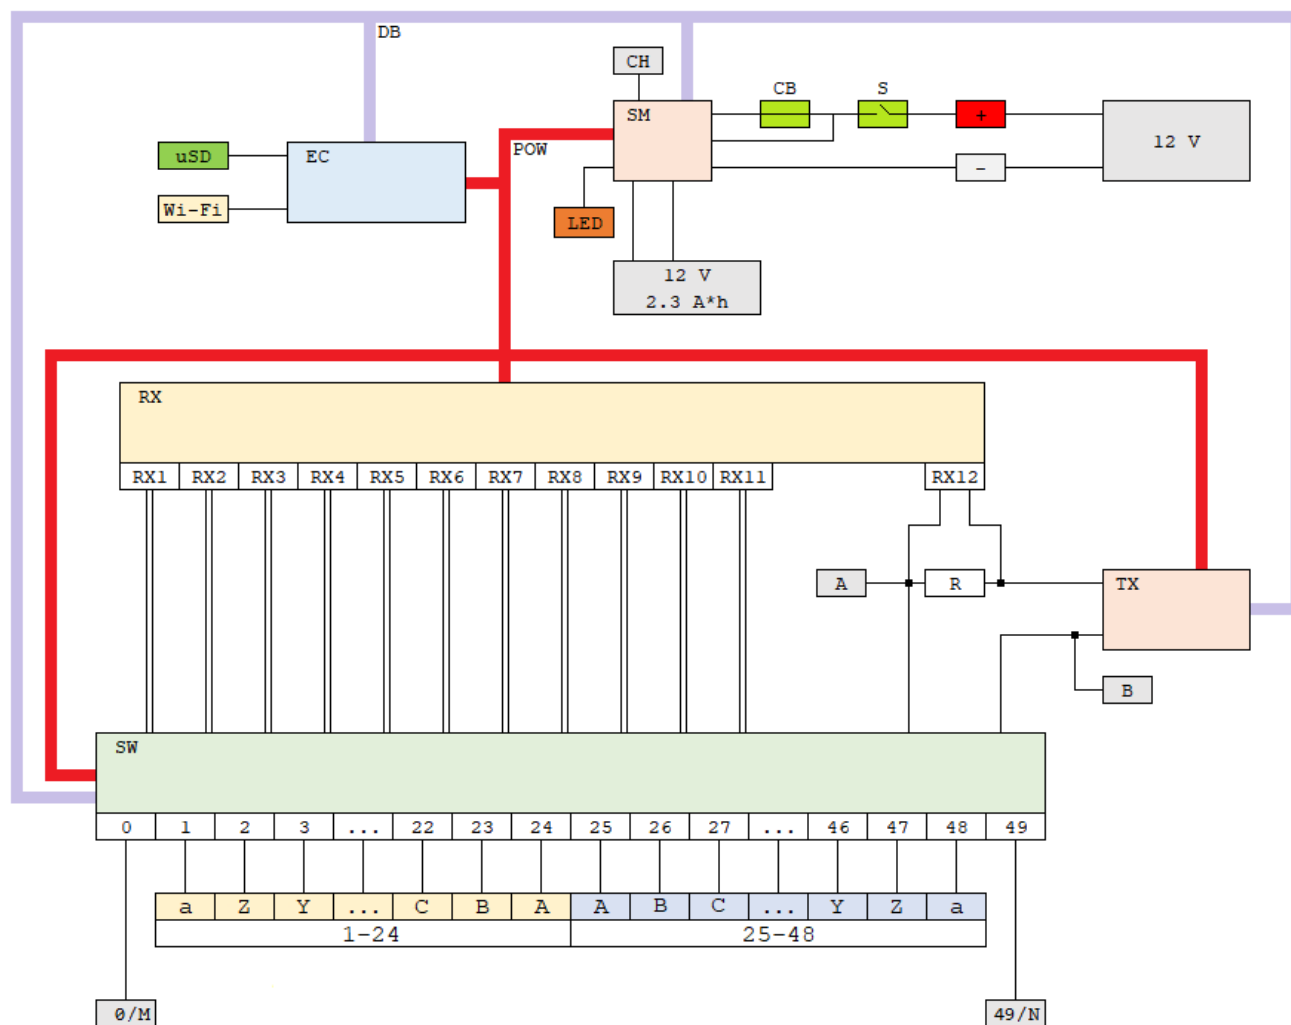 DB
CH
CB
S
SM
+
12 V
POW
uSD
EC
-
Wi-Fi
LED
12 V
2.3 A*h
RX
RX1 RX2 RX3 RX4 RX5 RX6 RX7 RX8 RX9 RX10 RX11 RX12
A
R
TX
B
SW
0 1 2 3 ... 22 23 24 25 26 27 ... 46 47 48 49
a Z Y ... C B A A B C ... Y Z a
1-24 25-48
0/M 49/N